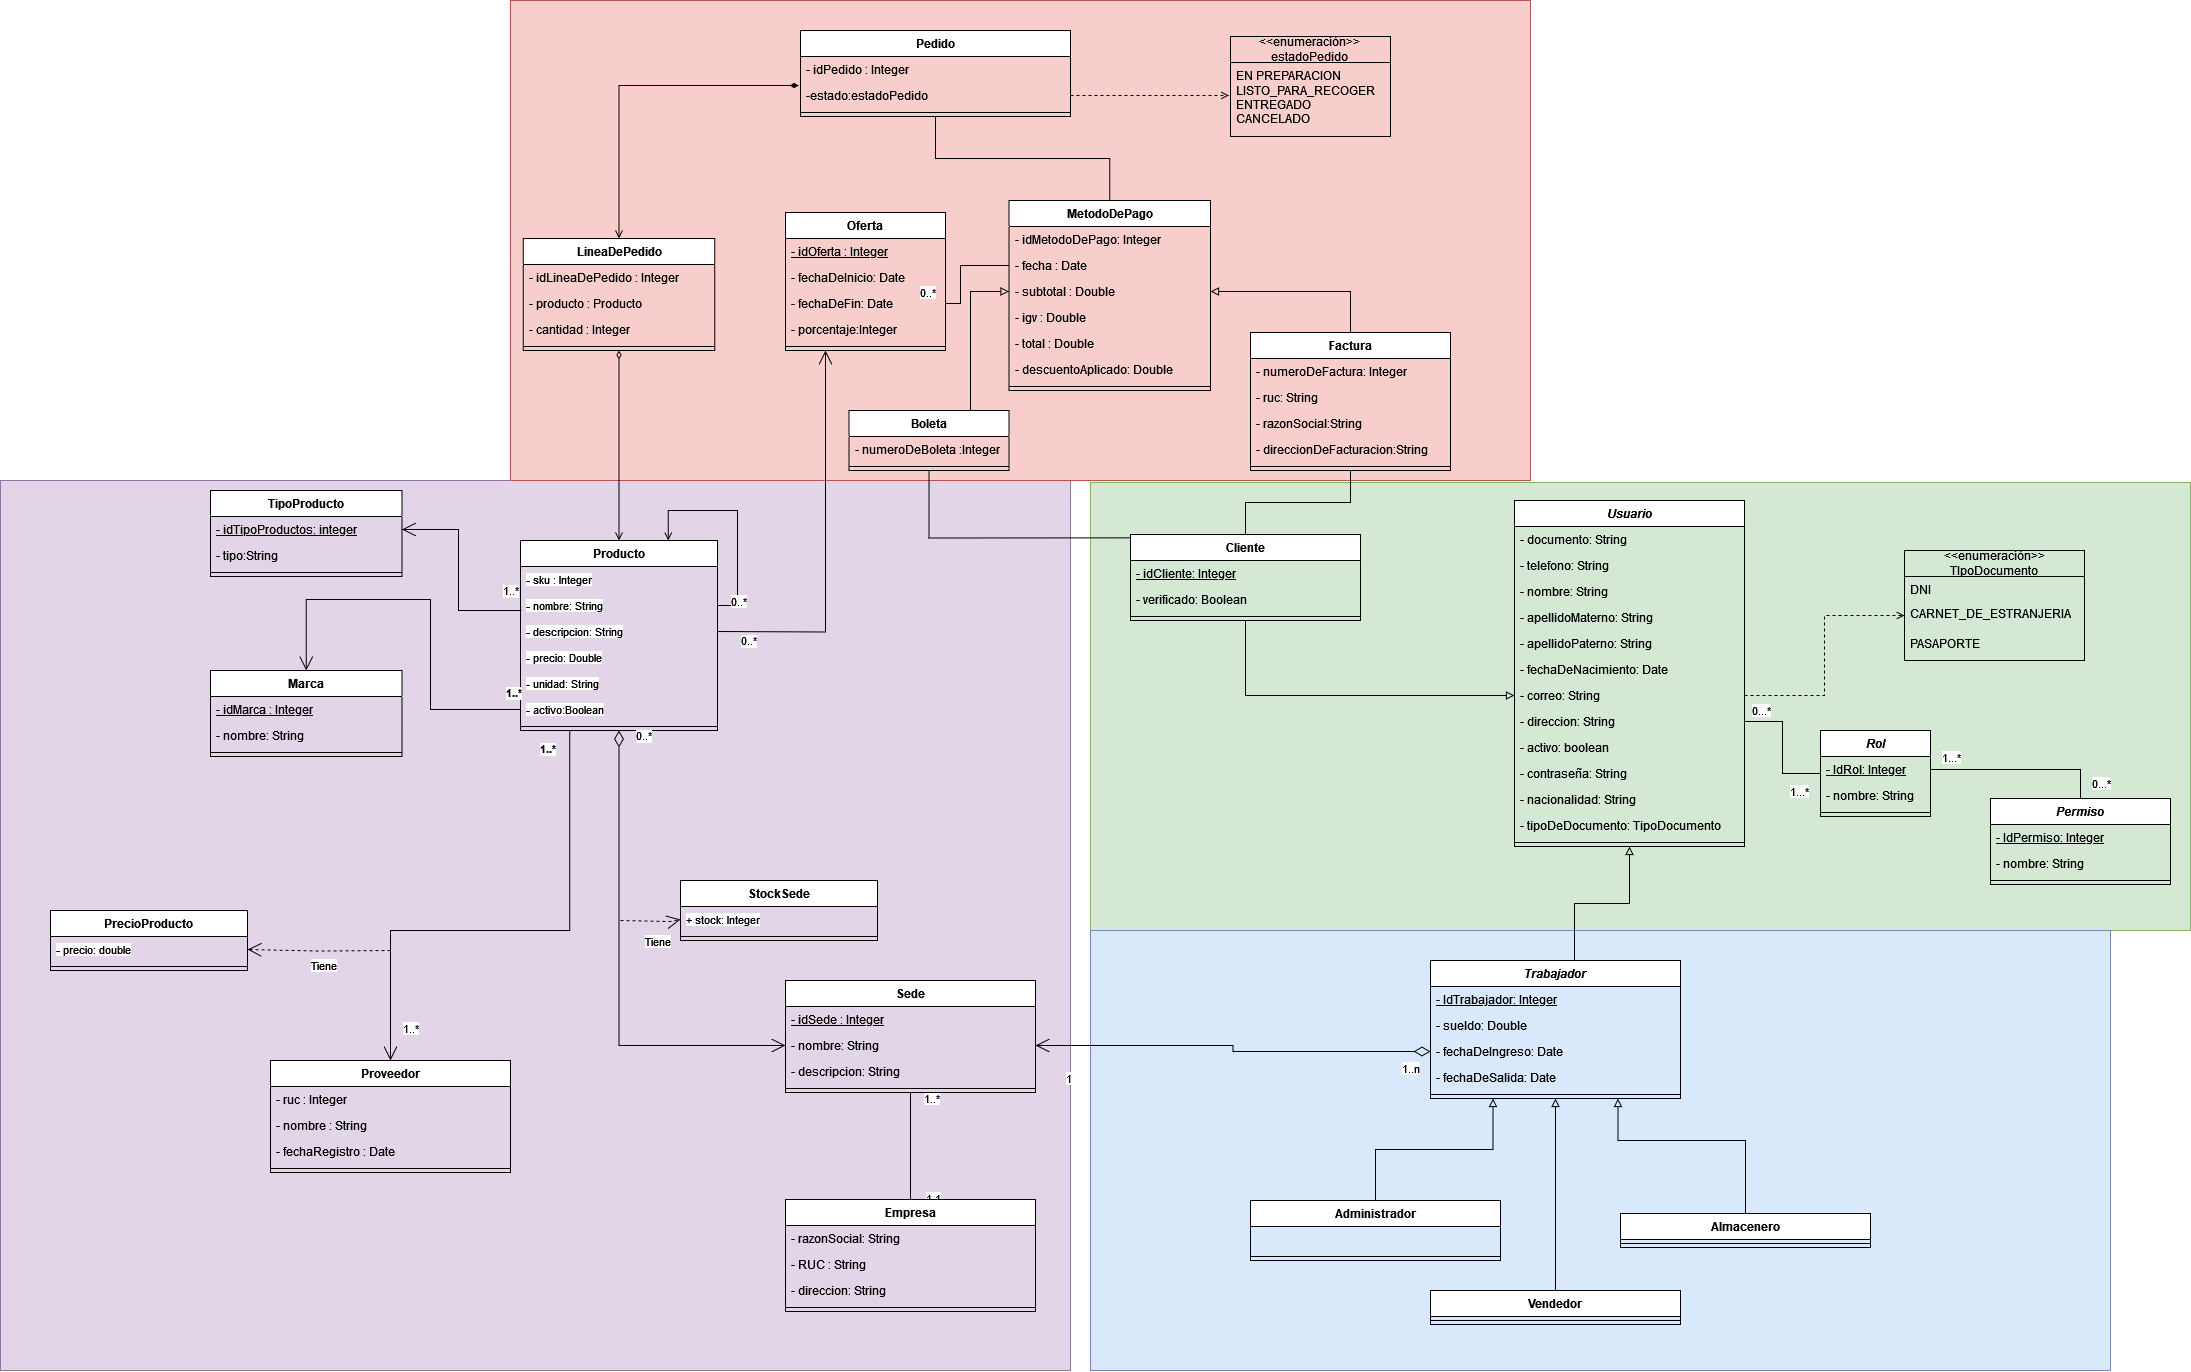 Pedido
- idPedido : Integer
-estado:estadoPedido
<<enumeración>>
estadoPedido
EN PREPARACION
LISTO_PARA_RECOGER
ENTREGADO
CANCELADO
LineaDePedido
- idLineaDePedido : Integer
- producto : Producto
- cantidad : Integer
Oferta
- idOferta : Integer
- fechaDeInicio: Date
- fechaDeFin: Date
- porcentaje:Integer
0..*
MetodoDePago
- idMetodoDePago: Integer
- fecha : Date
- subtotal : Double
- igv : Double
- total : Double
- descuentoAplicado: Double
Factura
- numeroDeFactura: Integer
- ruc: String
- razonSocial:String
- direccionDeFacturacion:String
Boleta
- numeroDeBoleta :Integer
TipoProducto
- idTipoProductos: integer
- tipo:String
1..*
Marca
- idMarca : Integer
- nombre: String
1..*
Producto
- sku : Integer
- nombre: String
- descripcion: String
- precio: Double
- unidad: String
- activo:Boolean
0..*
0..*
0..*
1..*
Cliente
- idCliente: Integer
- verificado: Boolean
Usuario
- documento: String
- telefono: String
- nombre: String
- apellidoMaterno: String
- apellidoPaterno: String
- fechaDeNacimiento: Date
- correo: String
- direccion: String
- activo: boolean
- contraseña: String
- nacionalidad: String
- tipoDeDocumento: TipoDocumento
<<enumeración>>
TIpoDocumento
DNI
CARNET_DE_ESTRANJERIA
PASAPORTE
0...*
1...*
Rol
- IdRol: Integer
- nombre: String
1...*
0...*
Permiso
- IdPermiso: Integer
- nombre: String
StockSede
+ stock: Integer
Tiene
PrecioProducto
- precio: double
Tiene
1..*
Proveedor
- ruc : Integer
- nombre : String
- fechaRegistro : Date
Sede
- idSede : Integer
- nombre: String
- descripcion: String
1..*
1
1..n
1.1
Empresa
- razonSocial: String
- RUC : String
- direccion: String
Trabajador
- IdTrabajador: Integer
- sueldo: Double
- fechaDeIngreso: Date
- fechaDeSalida: Date
Administrador
Almacenero
Vendedor